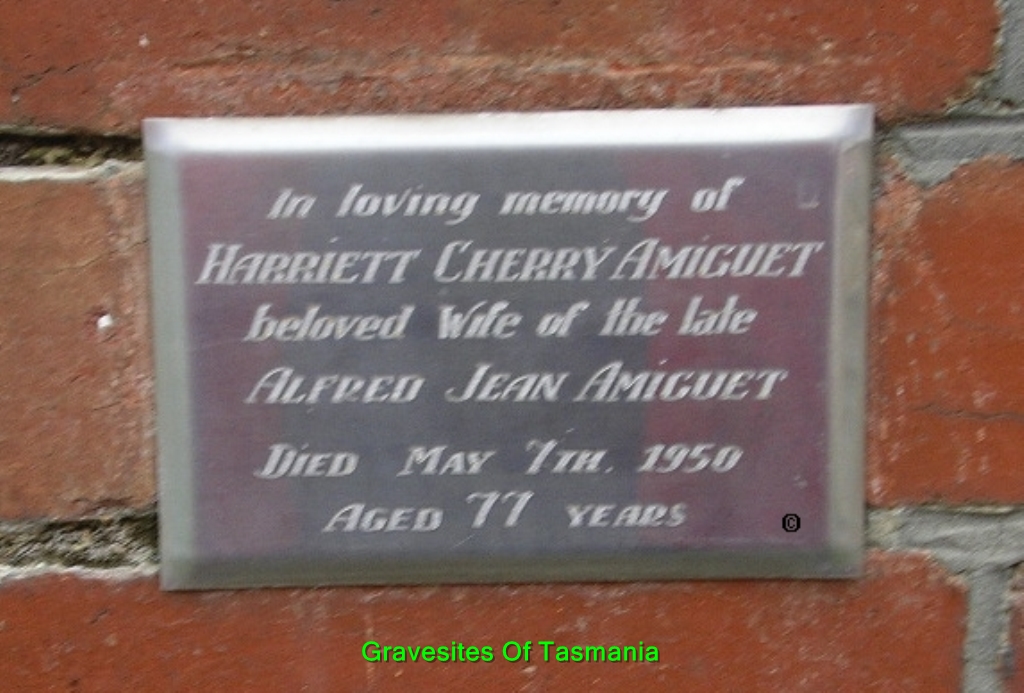 In loving memory of
HARRIETT CHERRY AMIGUET
beloved Wife of the late
ALFRED JEAN AMIGUET
DIED MAY 7TH. 1950
AGED 77 YEARS
©
Gravesites Of Tasmania